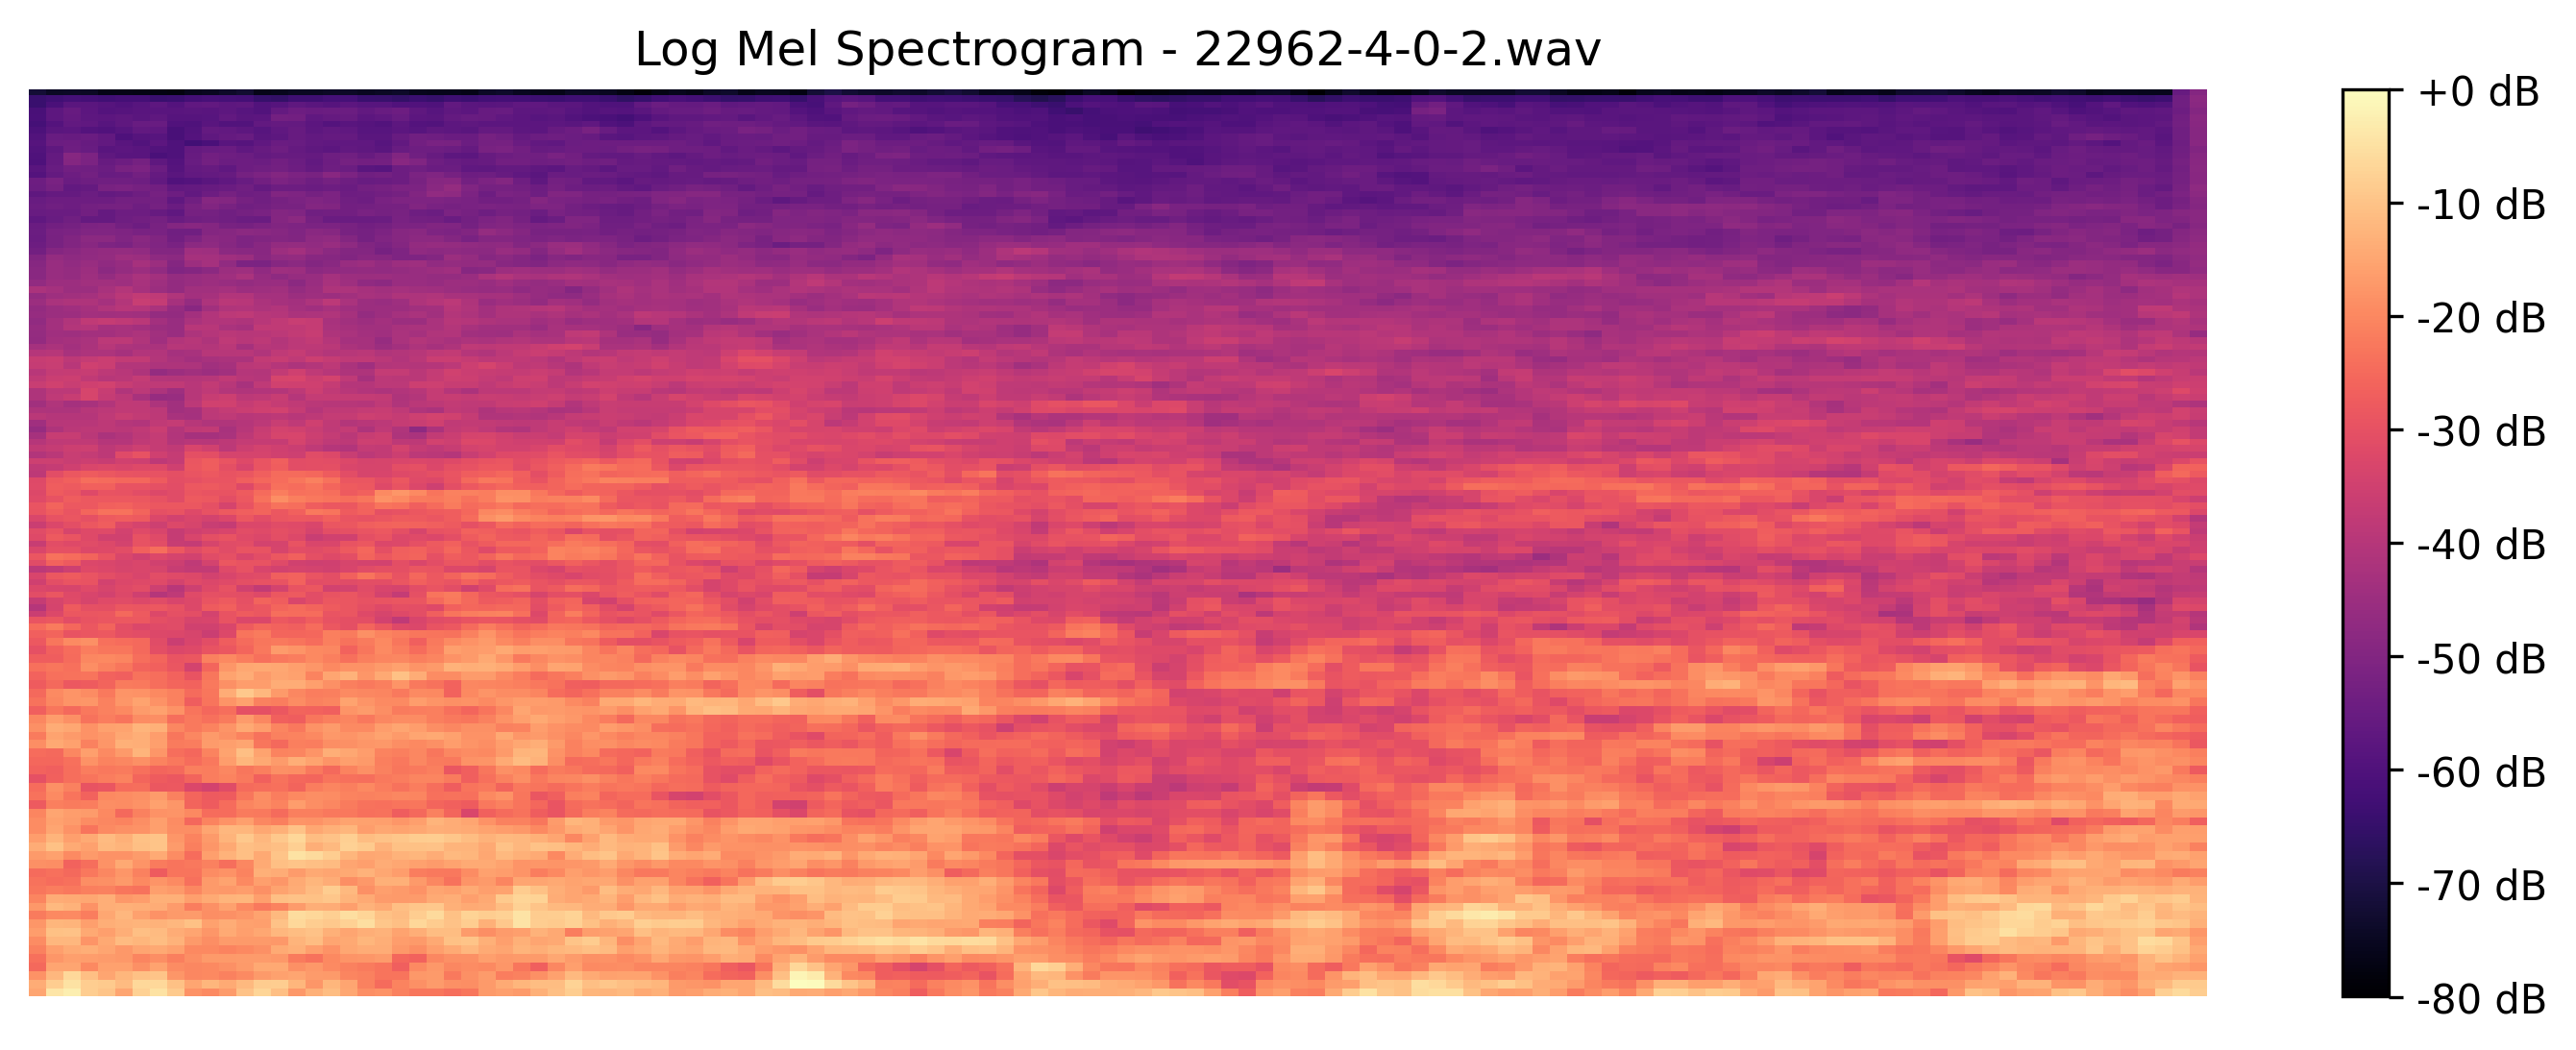 Log Mel Spectrogram - 22962-4-0-2.wav
+0 dB
-10 dB
-20 dB
-30 dB
-40 dB
-50 dB
-60 dB
-70 dB
-80 dB